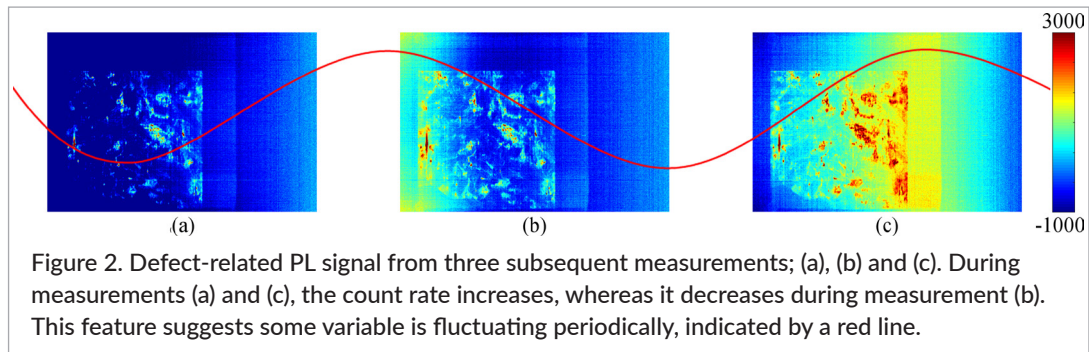 3000
-1000
(a)
(b)
(c)
Figure 2. Defect-related PL signal from three subsequent measurements; (a), (b) and (c). During
measurements (a) and (c), the count rate increases, whereas it decreases during measurement (b).
This feature suggests some variable is fluctuating periodically, indicated by a red line.